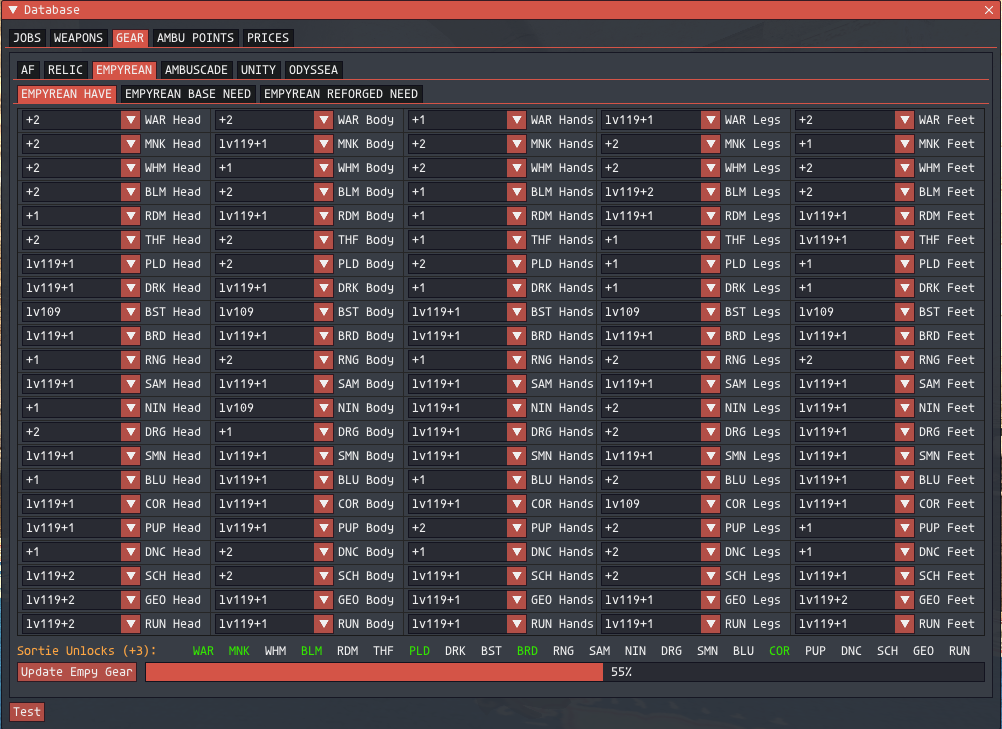 Database
JOBS WEAPONS GEAR AMBU POINTS PRICES
AF RELIC EMPYREAN AMBUSCADE UNITY ODYSSEA
EMPYREAN HAVE EMPYREAN BASE NEED EMPYREAN REFORGED NEED
+2 WAR Head +2 WAR Body +1 WAR Hands lv119+1 WAR Legs +2 WAR Feet
+2 MNK Head lv119+1 MNK Body +2 MNK Hands +2 MNK Legs +1 MNK Feet
+2 WHM Head +1 WHM Body +2 WHM Hands +2 WHM Legs +2 WHM Feet
+2 BLM Head +2 BLM Body +1 BLM Hands lv119+2 BLM Legs +2 BLM Feet
+1 RDM Head lv119+1 RDM Body +1 RDM Hands lv119+1 RDM Legs lv119+1 RDM Feet
+2 THF Head +2 THF Body +1 THF Hands +1 THF Legs lv119+1 THF Feet
lv119+1 PLD Head +2 PLD Body +2 PLD Hands +1 PLD Legs +1 PLD Feet
lv119+1 DRK Head lv119+1 DRK Body +1 DRK Hands +1 DRK Legs +1 DRK Feet
lv109 BST Head lv109 BST Body lv119+1 BST Hands lv109 BST Legs lv109 BST Feet
lv119+1 BRD Head lv119+1 BRD Body lv119+1 BRD Hands lv119+1 BRD Legs lv119+1 BRD Feet
+1 RNG Head +2 RNG Body +1 RNG Hands +2 RNG Legs +2 RNG Feet
lv119+1 SAM Head lv119+1 SAM Body lv119+1 SAM Hands lv119+1 SAM Legs lv119+1 SAM Feet
+1 NIN Head lv109 NIN Body lv119+1 NIN Hands +2 NIN Legs lv119+1 NIN Feet
+2 DRG Head +1 DRG Body lv119+1 DRG Hands +2 DRG Legs lv119+1 DRG Feet
lv119+1 SMN Head lv119+1 SMN Body lv119+1 SMN Hands lv119+1 SMN Legs lv119+1 SMN Feet
+1 BLU Head lv119+1 BLU Body +1 BLU Hands +2 BLU Legs lv119+1 BLU Feet
lv119+1 COR Head lv119+1 COR Body lv119+1 COR Hands lv109 COR Legs lv119+1 COR Feet
lv119+1 PUP Head lv119+1 PUP Body +2 PUP Hands +2 PUP Legs +1 PUP Feet
+1 DNC Head +2 DNC Body +1 DNC Hands +2 DNC Legs +1 DNC Feet
lv119+2 SCH Head +2 SCH Body lv119+1 SCH Hands +2 SCH Legs lv119+1 SCH Feet
lv119+2 GEO Head lv119+1 GEO Body lv119+1 GEO Hands lv119+1 GEO Legs lv119+2 GEO Feet
lv119+2 RUN Head lv119+1 RUN Body lv119+1 RUN Hands lv119+1 RUN Legs lv119+1 RUN Feet
Sortie Unlocks (+3): WAR MNK WHM BLM RDM THF PLD DRK BST BRD RNG SAM NIN DRG SMN BLU COR PUP DNC SCH GEO RUN
Update Empy Gear 55%
Test